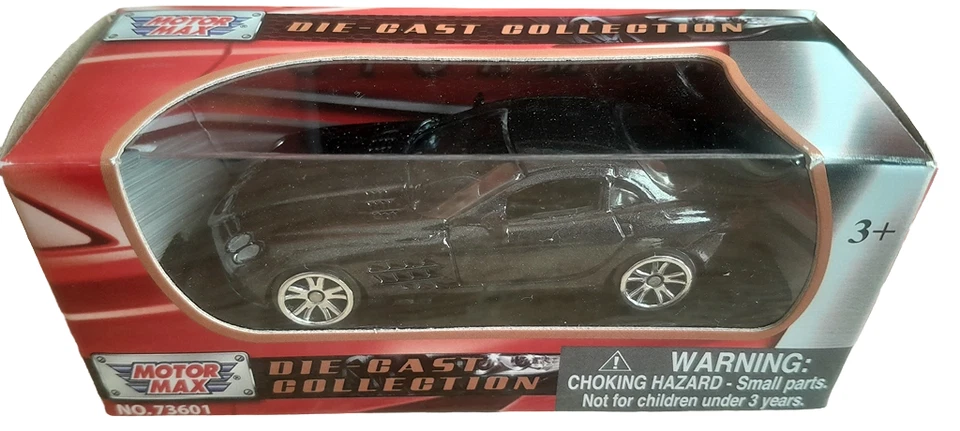 MOTOR
MAX
DIE-CAST COLLECTION
3+
MOTOR
MAX
DIE-CAST
COLLECTION
NO.73601
WARNING:
CHOKING HAZARD - Small parts.
Not for children under 3 years.